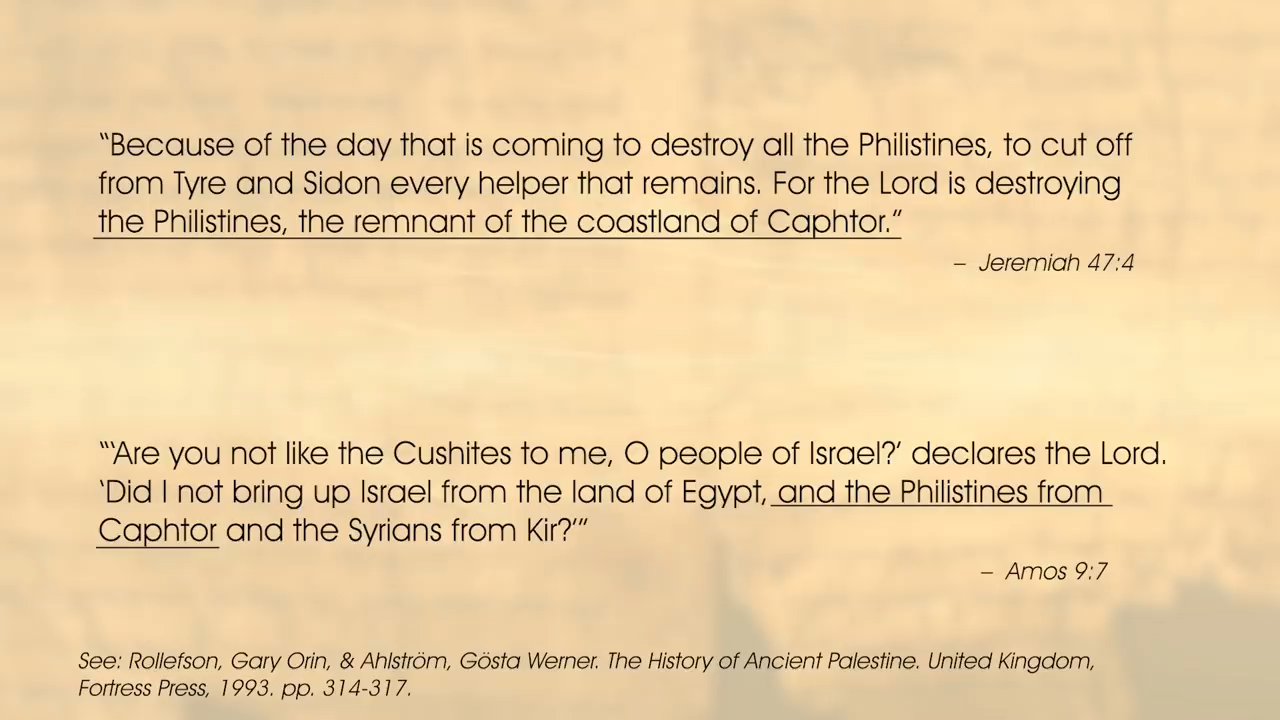 “Because of the day that is coming to destroy all the Philistines, to cut off
from Tyre and Sidon every helper that remains. For the Lord is destroying
the Philistines, the remnant of the coastland of Caphtor.”
– Jeremiah 47:4
“‘Are you not like the Cushites to me, O people of Israel?’ declares the Lord.
‘Did I not bring up Israel from the land of Egypt, and the Philistines from
Caphtor and the Syrians from Kir?’”
– Amos 9:7
See: Rollefson, Gary Orin, & Ahlström, Gösta Werner. The History of Ancient Palestine. United Kingdom,
Fortress Press, 1993. pp. 314-317.